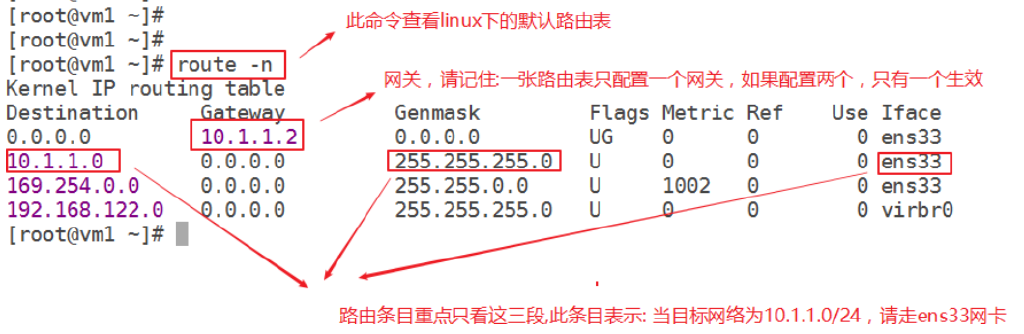 [root@vm1 ~]#
[root@vm1 ~]#
此命令查看linux下的默认路由表
[root@vm1 ~]# route -n
Kernel IP routing table
网关，请记住:一张路由表只配置一个网关，如果配置两个，只有一个生效
Destination Gateway Genmask Flags Metric Ref Use Iface
0.0.0.0 10.1.1.2 0.0.0.0 UG 0 0 0 ens33
10.1.1.0 0.0.0.0 255.255.255.0 U 0 0 0 ens33
169.254.0.0 0.0.0.0 255.255.0.0 U 1002 0 0 ens33
192.168.122.0 0.0.0.0 255.255.255.0 U 0 0 0 virbr0
[root@vm1 ~]#
路由条目重点只看这三段,此条目表示: 当目标网络为10.1.1.0/24，请走ens33网卡